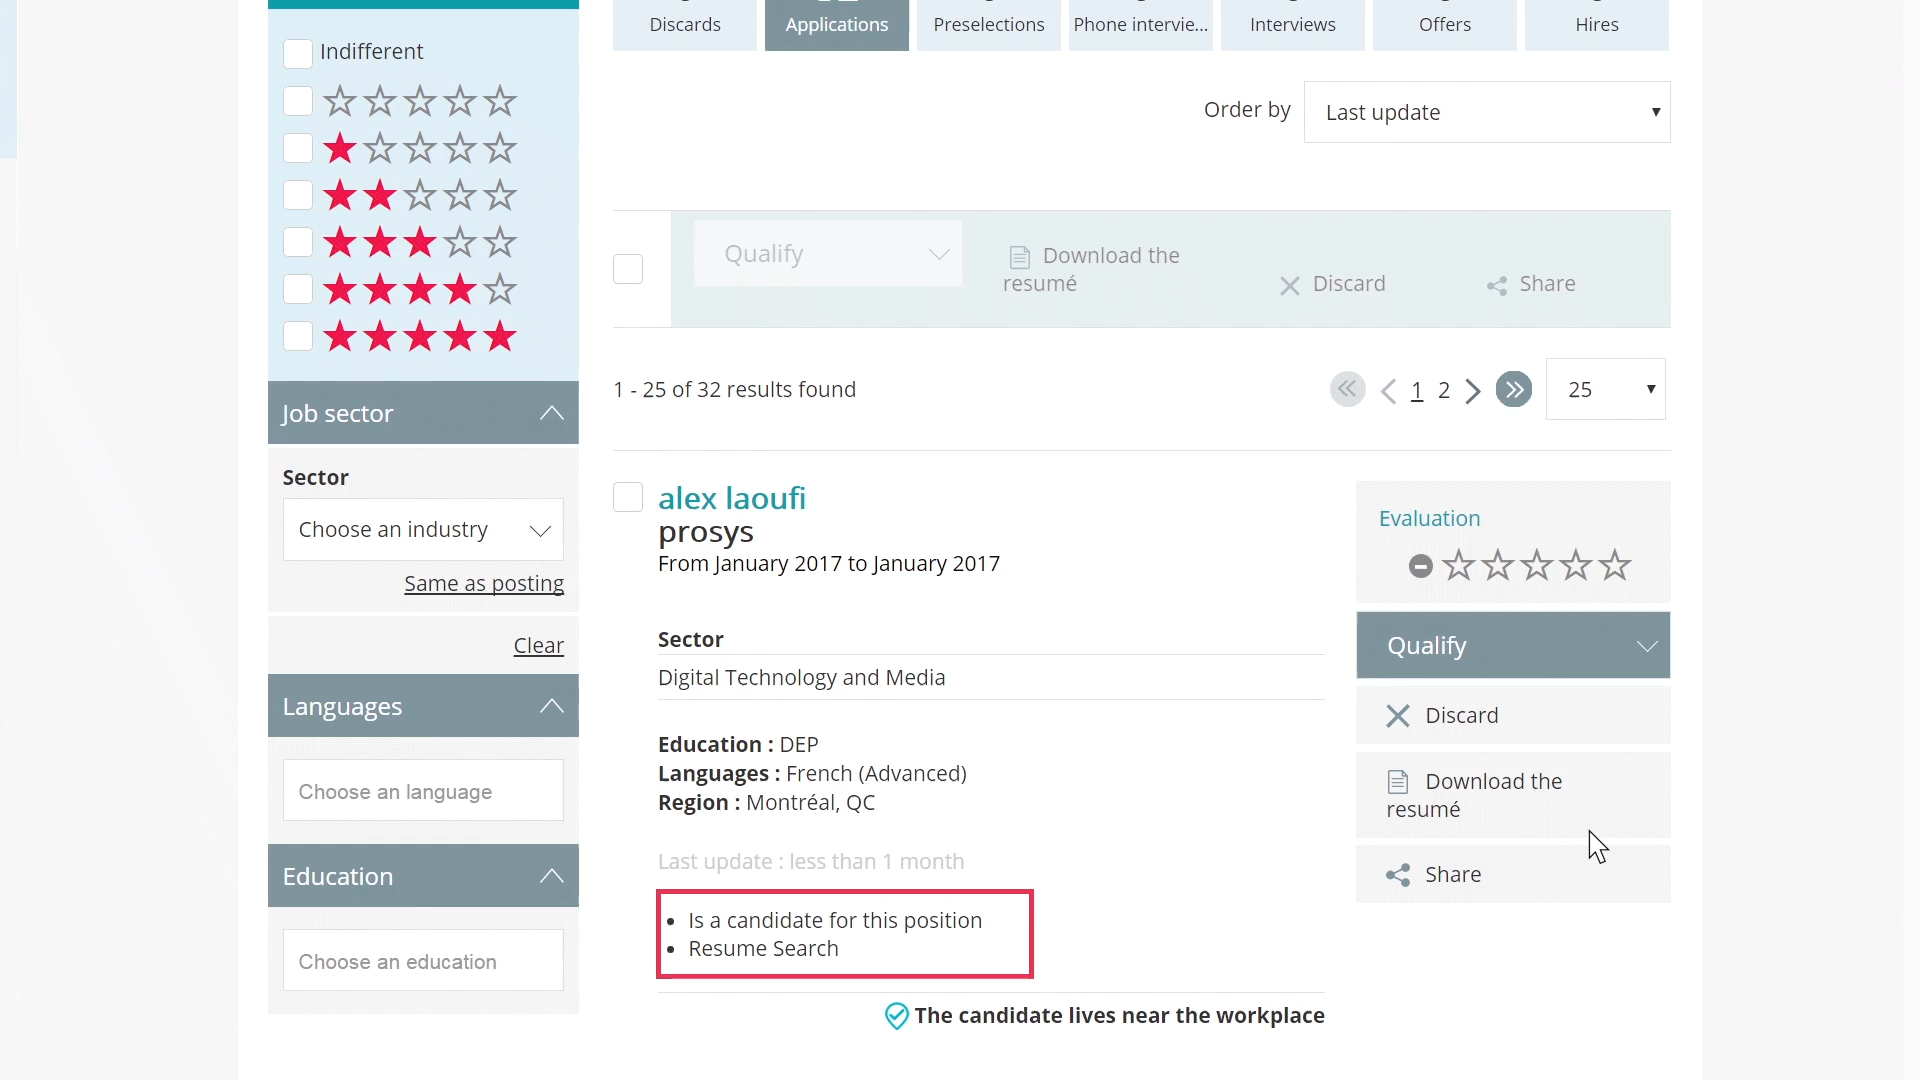 Discards
Applications
Preselections
Phone intervie...
Interviews
Offers
Hires
Indifferent
Order by
Last update
Qualify
Download the
resumé
Discard
Share
1 - 25 of 32 results found
1 2
25
Job sector
Sector
Choose an industry
Same as posting
Clear
Languages
Choose an language
Education
Choose an education
alex laoufi
prosys
From January 2017 to January 2017
Sector
Digital Technology and Media
Education : DEP
Languages : French (Advanced)
Region : Montréal, QC
Last update : less than 1 month
• Is a candidate for this position
• Resume Search
The candidate lives near the workplace
Evaluation
Qualify
Discard
Download the
resumé
Share